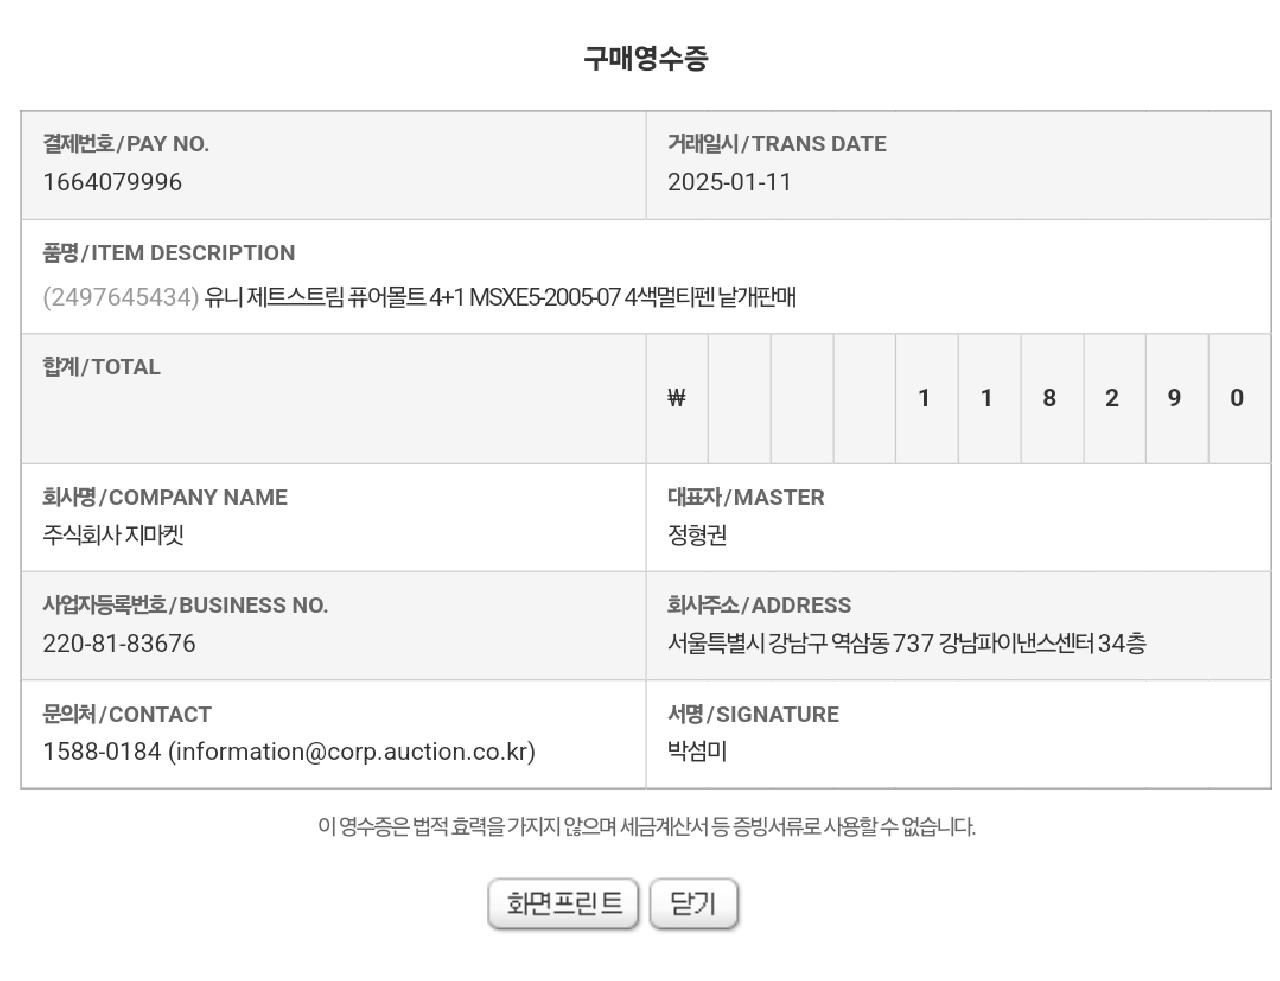 구매영수증
결제번호/PAY NO.
1664079996
거래일시/TRANS DATE
2025-01-11
품명/ITEM DESCRIPTION
(2497645434) 유니 제트스트림 퓨어몰트 4+1 MSXE5-2005-07 4색멀티펜 낱개판매
합계/TOTAL
₩ 1 1 8 2 9 0
회사명/COMPANY NAME
주식회사 지마켓
대표자/MASTER
정형권
사업자등록번호/BUSINESS NO.
220-81-83676
회사주소/ADDRESS
서울특별시 강남구 역삼동 737 강남파이낸스센터 34층
문의처/CONTACT
1588-0184 (information@corp.auction.co.kr)
서명/SIGNATURE
박섬미
이 영수증은 법적 효력을 가지지 않으며 세금계산서 등 증빙서류로 사용할 수 없습니다.
화면프린트 닫기